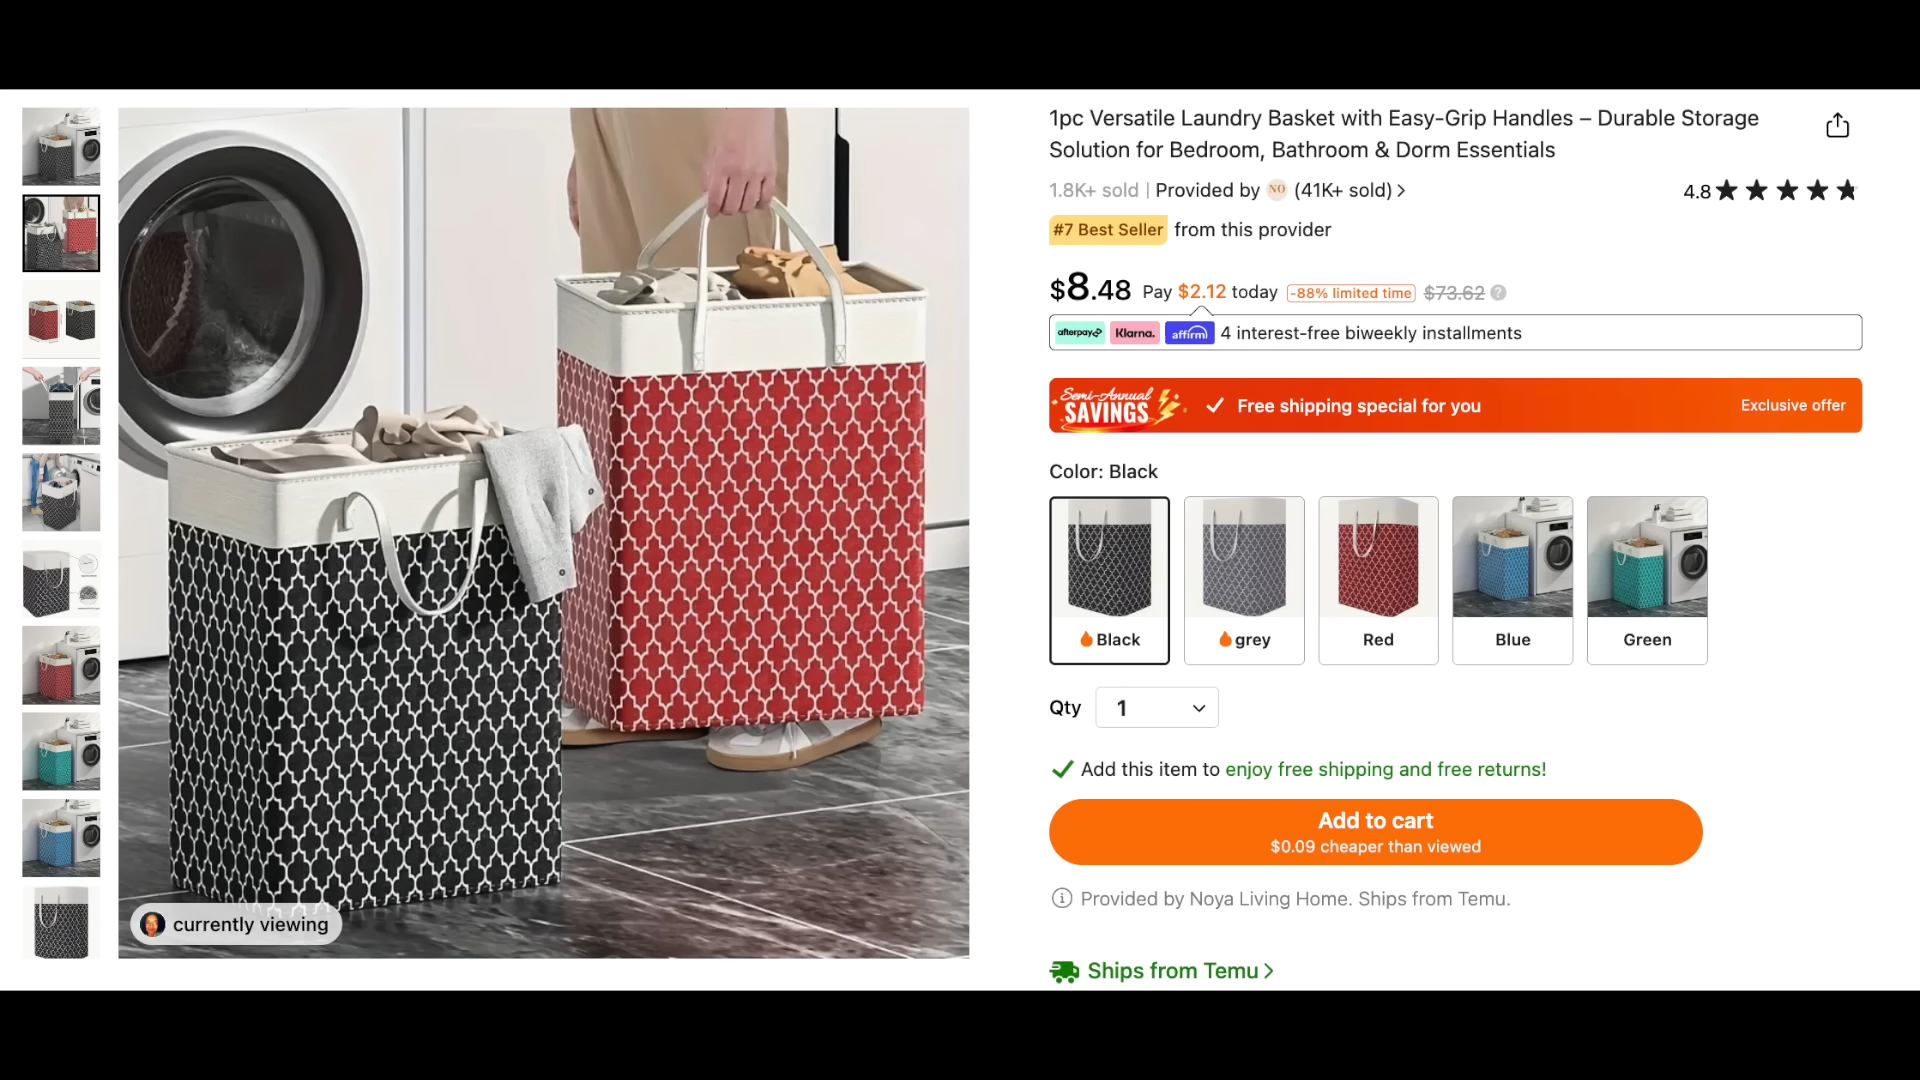 1pc Versatile Laundry Basket with Easy-Grip Handles – Durable Storage
Solution for Bedroom, Bathroom & Dorm Essentials
1.8K+ sold | Provided by NO (41K+ sold) >
4.8
#7 Best Seller from this provider
$8.48 Pay $2.12 today -88% limited time $73.62 ?
afterpay Klarna. affirm 4 interest-free biweekly installments
Semi-Annual
SAVINGS
Free shipping special for you
Exclusive offer
Color: Black
Black
grey
Red
Blue
Green
Qty 1
Add this item to enjoy free shipping and free returns!
Add to cart
$0.09 cheaper than viewed
Provided by Noya Living Home. Ships from Temu.
Ships from Temu >
currently viewing